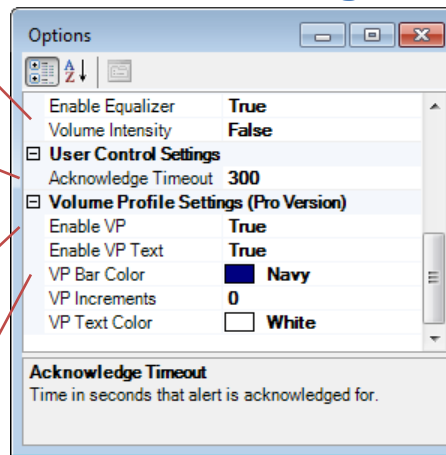 Options
Enable Equalizer True
Volume Intensity False
User Control Settings
Acknowledge Timeout 300
Volume Profile Settings (Pro Version)
Enable VP True
Enable VP Text True
VP Bar Color Navy
VP Increments 0
VP Text Color White
Acknowledge Timeout
Time in seconds that alert is acknowledged for.